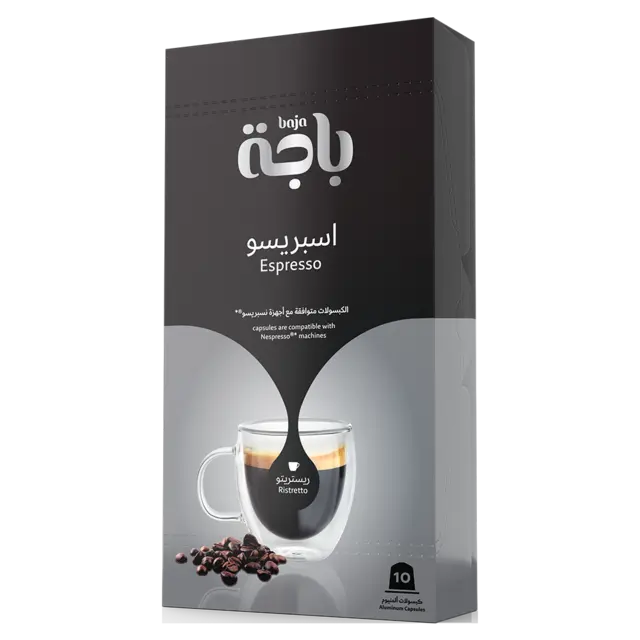 baja
باجة
اسبريسو
Espresso
الكبسولات متوافقة مع أجهزة نسبريسو®*
capsules are compatible with
Nespresso®* machines
ريستريتو
Ristretto
10
كبسولات ألمنيوم
Aluminum Capsules